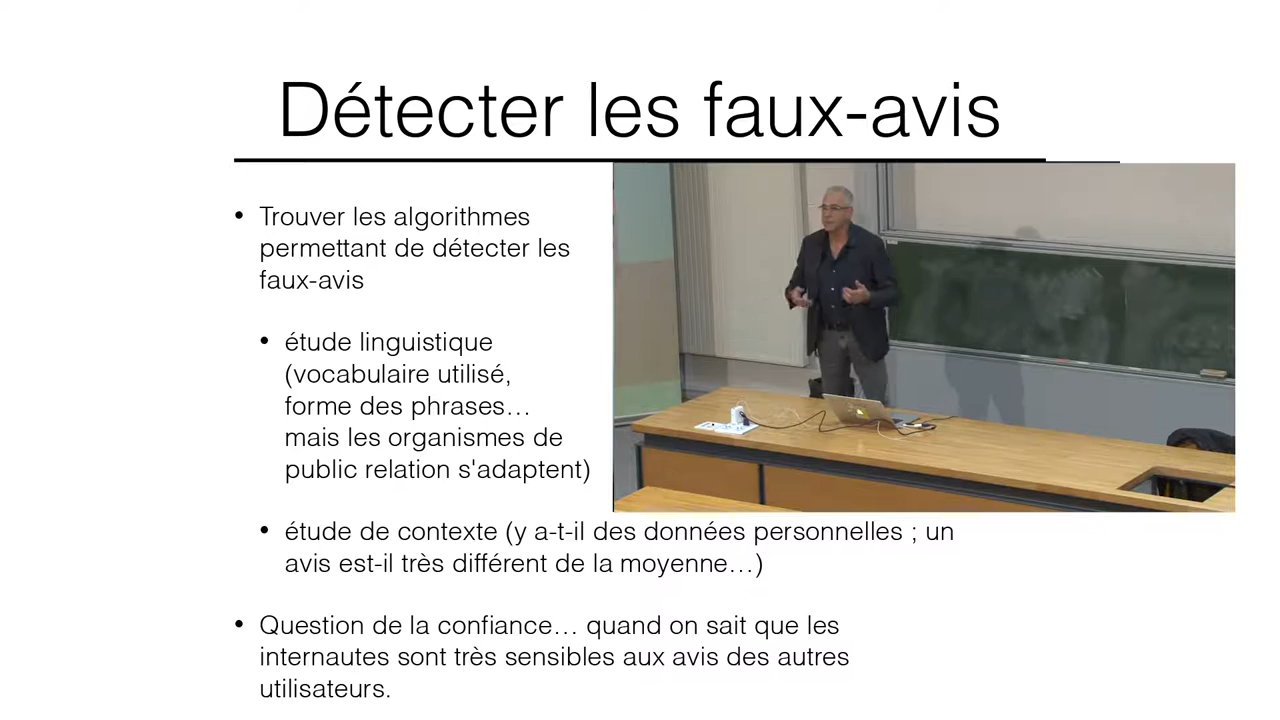 Détecter les faux-avis
• Trouver les algorithmes
permettant de détecter les
faux-avis
• étude linguistique
(vocabulaire utilisé,
forme des phrases…
mais les organismes de
public relation s'adaptent)
• étude de contexte (y a-t-il des données personnelles ; un
avis est-il très différent de la moyenne…)
• Question de la confiance… quand on sait que les
internautes sont très sensibles aux avis des autres
utilisateurs.